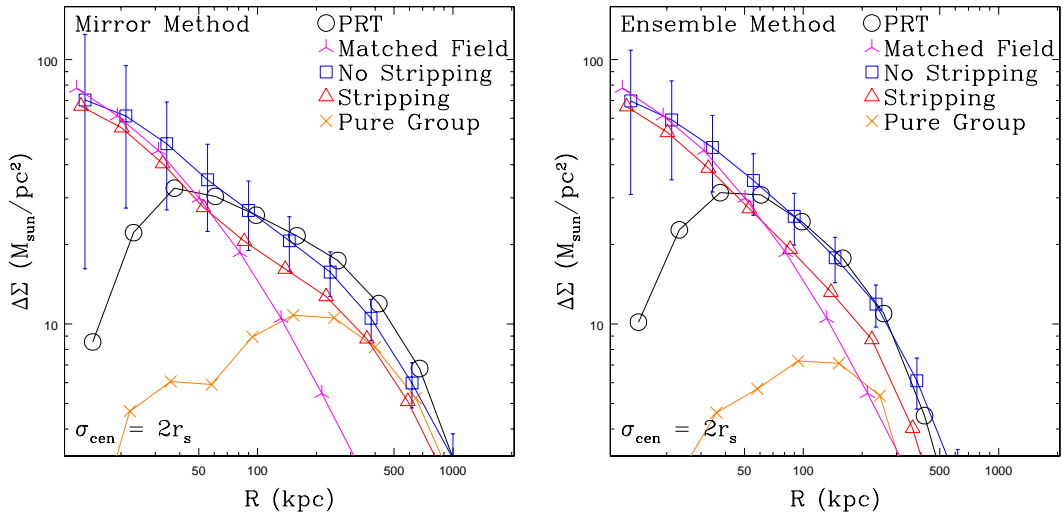 Mirror Method
PRT
Matched Field
No Stripping
Stripping
Pure Group
σcen = 2rs
100
10
ΔΣ (Msun/pc²)
50 100 500 1000
R (kpc)
Ensemble Method
PRT
Matched Field
No Stripping
Stripping
Pure Group
σcen = 2rs
100
10
ΔΣ (Msun/pc²)
50 100 500 1000
R (kpc)